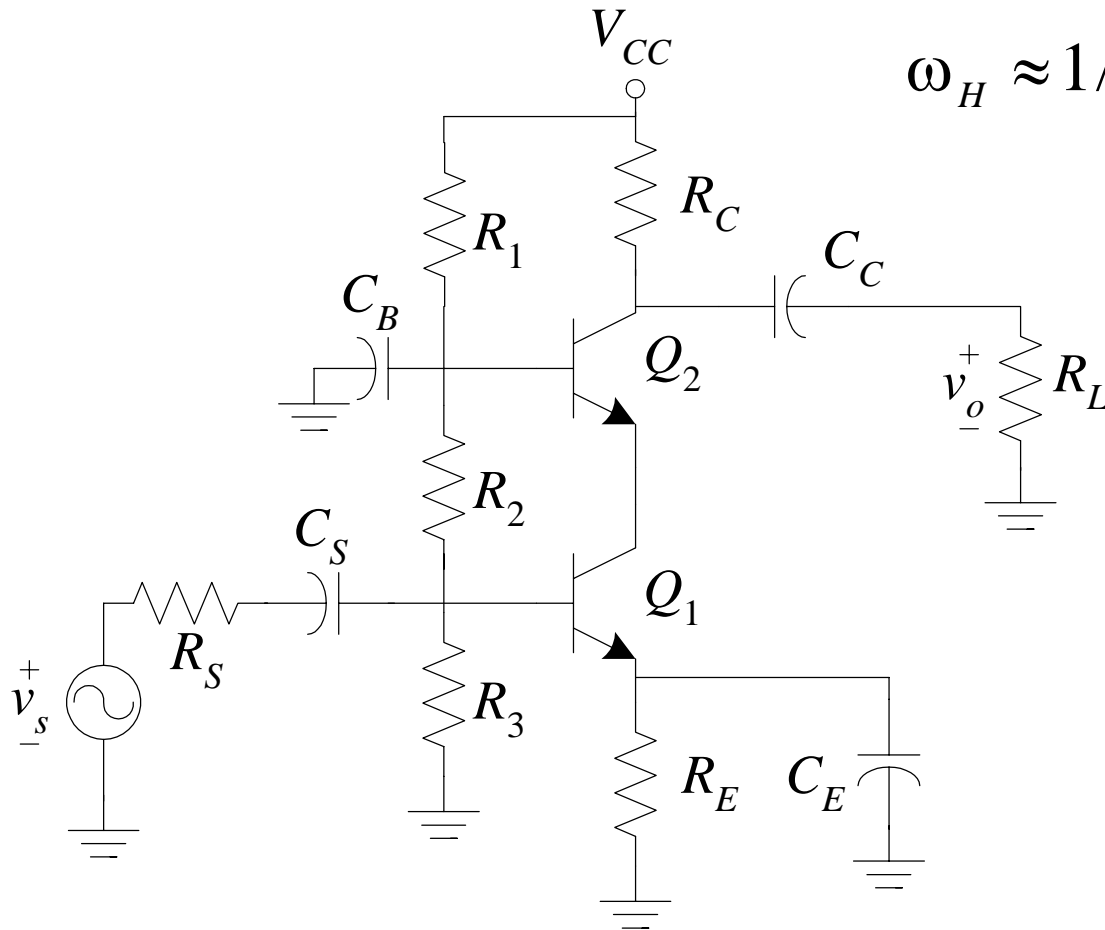 V_CC
ω_H ≈ 1/
R_C
R_1
C_C
C_B
Q_2
+
v_o
−
R_L
R_2
C_S
Q_1
R_S
+
v_s
−
R_3
R_E
C_E